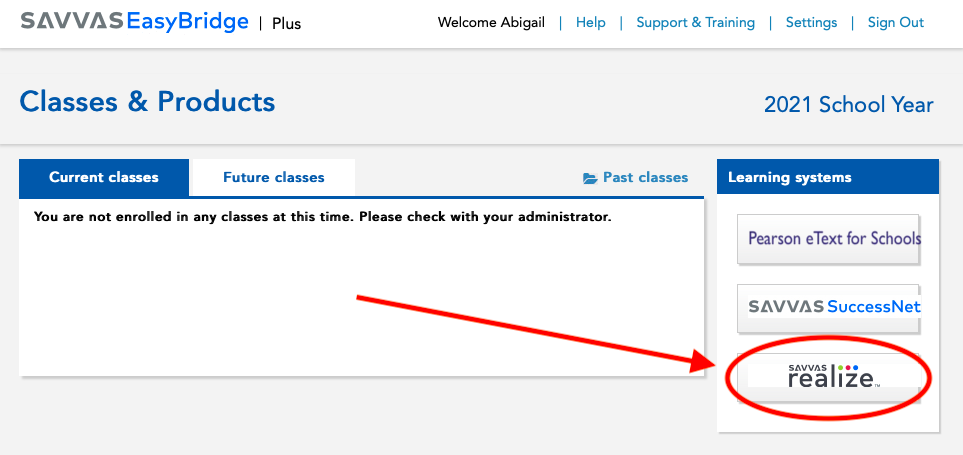 SAVVAS EasyBridge | Plus
Welcome Abigail | Help | Support & Training | Settings | Sign Out
Classes & Products
2021 School Year
Current classes
Future classes
Past classes
You are not enrolled in any classes at this time. Please check with your administrator.
Learning systems
Pearson eText for Schools
SAVVAS SuccessNet
SAVVAS
realize™